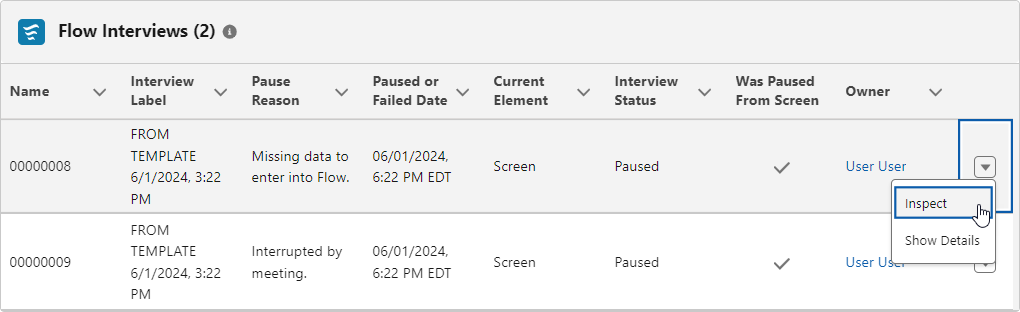 Flow Interviews (2)
Name
Interview
Label
Pause
Reason
Paused or
Failed Date
Current
Element
Interview
Status
Was Paused
From Screen
Owner
00000008
FROM
TEMPLATE
6/1/2024, 3:22
PM
Missing data to
enter into Flow.
06/01/2024,
6:22 PM EDT
Screen
Paused
User User
Inspect
Show Details
00000009
FROM
TEMPLATE
6/1/2024, 3:22
PM
Interrupted by
meeting.
06/01/2024,
6:22 PM EDT
Screen
Paused
User User